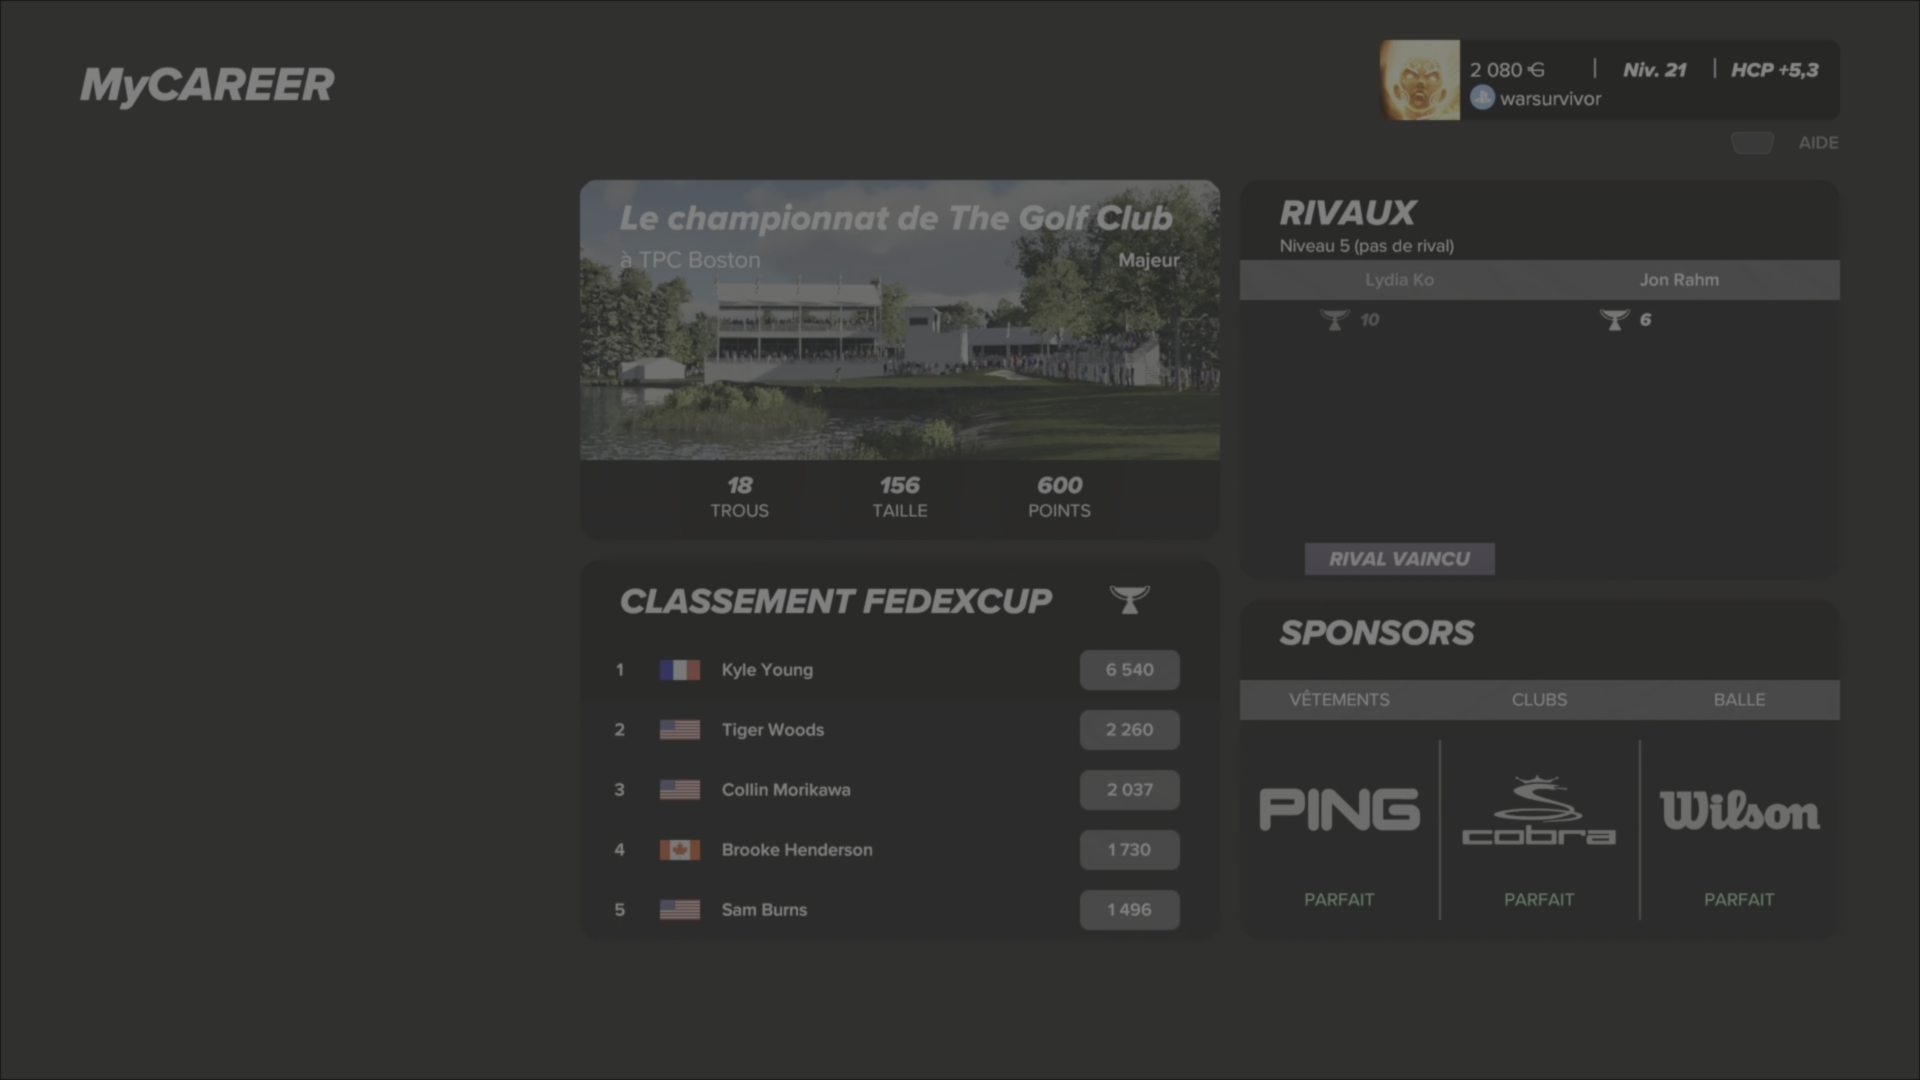 MyCAREER
2 080 G | Niv. 21 | HCP +5,3
warsurvivor
AIDE
Le championnat de The Golf Club
à TPC Boston Majeur
18 156 600
TROUS TAILLE POINTS
CLASSEMENT FEDEXCUP
1 Kyle Young 6 540
2 Tiger Woods 2 260
3 Collin Morikawa 2 037
4 Brooke Henderson 1 730
5 Sam Burns 1 496
RIVAUX
Niveau 5 (pas de rival)
Lydia Ko Jon Rahm
10 6
RIVAL VAINCU
SPONSORS
VÊTEMENTS CLUBS BALLE
PING cobra Wilson
PARFAIT PARFAIT PARFAIT